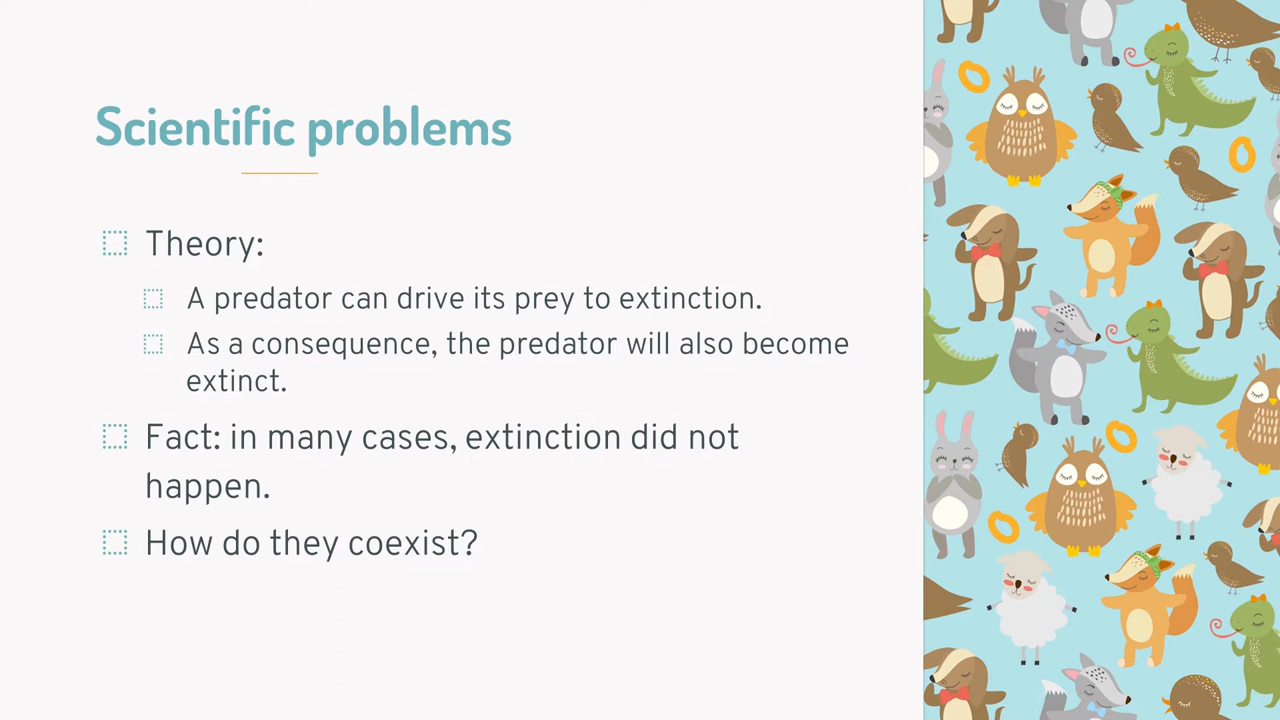 Scientific problems
Theory:
A predator can drive its prey to extinction.
As a consequence, the predator will also become
extinct.
Fact: in many cases, extinction did not
happen.
How do they coexist?